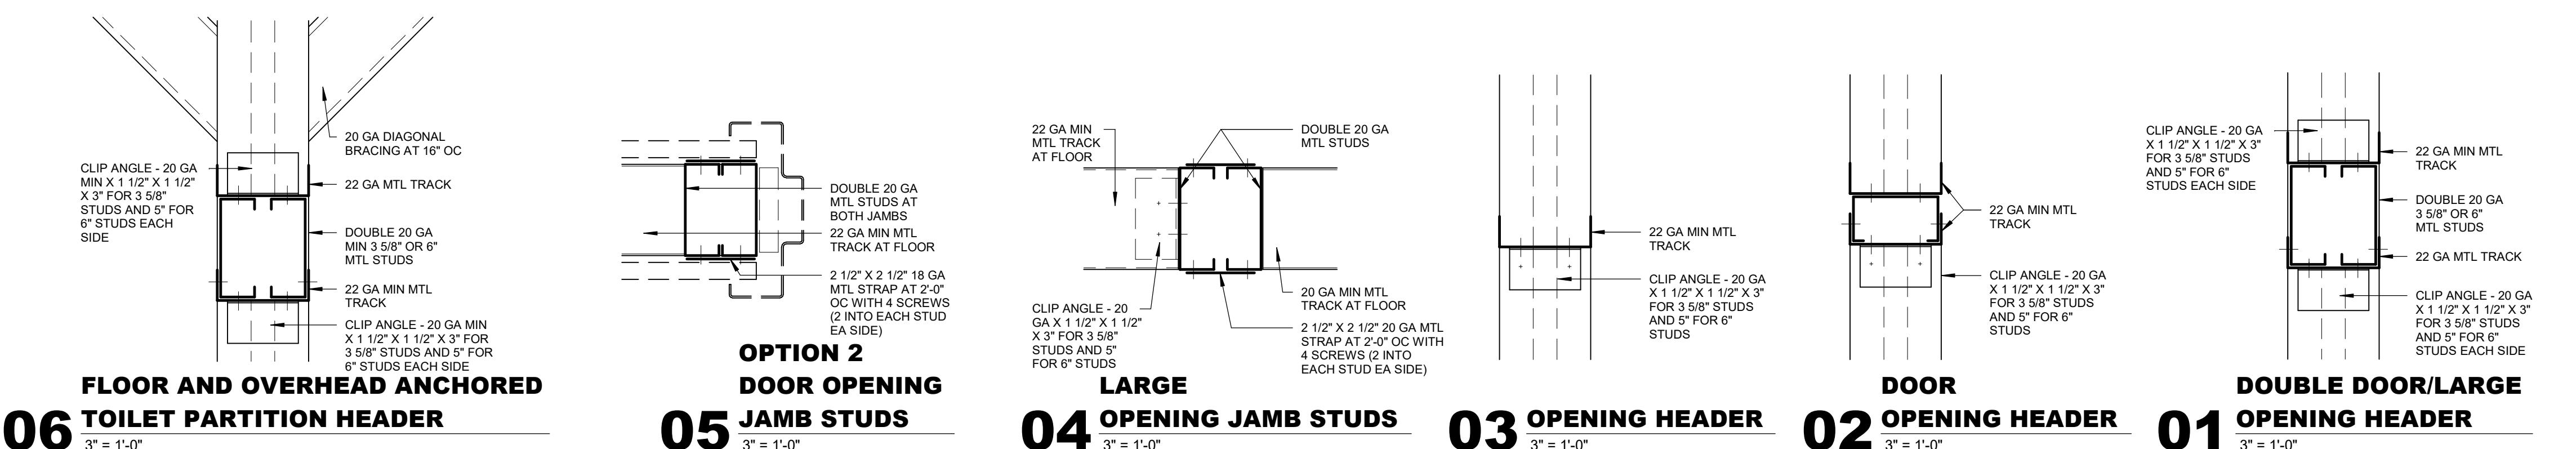 20 GA DIAGONAL
BRACING AT 16" OC
CLIP ANGLE - 20 GA
MIN X 1 1/2" X 1 1/2"
X 3" FOR 3 5/8"
STUDS AND 5" FOR
6" STUDS EACH
SIDE
22 GA MTL TRACK
DOUBLE 20 GA
MIN 3 5/8" OR 6"
MTL STUDS
22 GA MIN MTL
TRACK
CLIP ANGLE - 20 GA MIN
X 1 1/2" X 1 1/2" X 3" FOR
3 5/8" STUDS AND 5" FOR
6" STUDS EACH SIDE
06
FLOOR AND OVERHEAD ANCHORED
TOILET PARTITION HEADER
3" = 1'-0"
DOUBLE 20 GA
MTL STUDS AT
BOTH JAMBS
22 GA MIN MTL
TRACK AT FLOOR
2 1/2" X 2 1/2" 18 GA
MTL STRAP AT 2'-0"
OC WITH 4 SCREWS
(2 INTO EACH STUD
EA SIDE)
05
OPTION 2
DOOR OPENING
JAMB STUDS
3" = 1'-0"
22 GA MIN
MTL TRACK
AT FLOOR
DOUBLE 20 GA
MTL STUDS
CLIP ANGLE - 20
GA X 1 1/2" X 1 1/2"
X 3" FOR 3 5/8"
STUDS AND 5"
FOR 6" STUDS
20 GA MIN MTL
TRACK AT FLOOR
2 1/2" X 2 1/2" 20 GA MTL
STRAP AT 2'-0" OC WITH
4 SCREWS (2 INTO
EACH STUD EA SIDE)
04
LARGE
OPENING JAMB STUDS
3" = 1'-0"
22 GA MIN MTL
TRACK
CLIP ANGLE - 20 GA
X 1 1/2" X 1 1/2" X 3"
FOR 3 5/8" STUDS
AND 5" FOR 6"
STUDS
03
OPENING HEADER
3" = 1'-0"
22 GA MIN MTL
TRACK
CLIP ANGLE - 20 GA
X 1 1/2" X 1 1/2" X 3"
FOR 3 5/8" STUDS
AND 5" FOR 6"
STUDS
02
DOOR
OPENING HEADER
3" = 1'-0"
CLIP ANGLE - 20 GA
X 1 1/2" X 1 1/2" X 3"
FOR 3 5/8" STUDS
AND 5" FOR 6"
STUDS EACH SIDE
22 GA MIN MTL
TRACK
DOUBLE 20 GA
3 5/8" OR 6"
MTL STUDS
22 GA MTL TRACK
CLIP ANGLE - 20 GA
X 1 1/2" X 1 1/2" X 3"
FOR 3 5/8" STUDS
AND 5" FOR 6"
STUDS EACH SIDE
01
DOUBLE DOOR/LARGE
OPENING HEADER
3" = 1'-0"